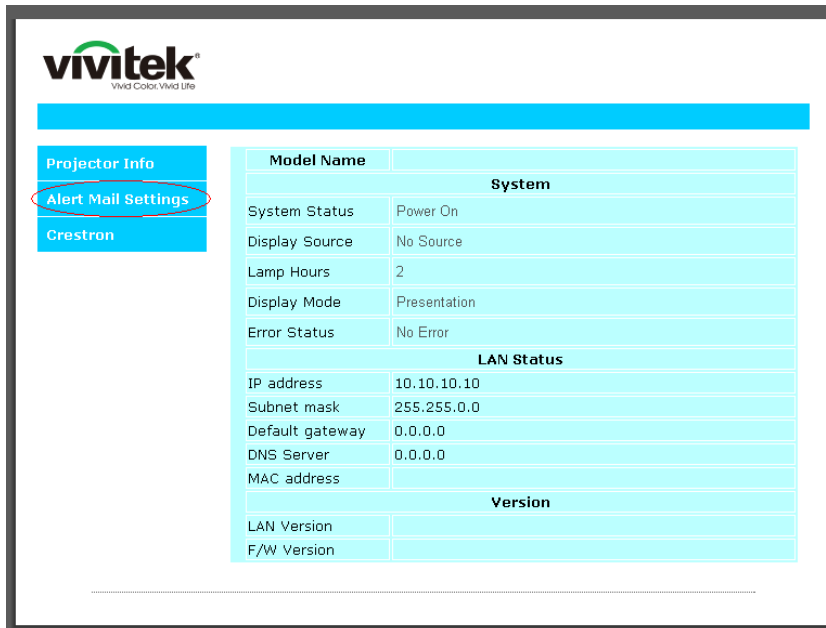 vivitek®
Vivid Color, Vivid Life
Projector Info
Alert Mail Settings
Crestron
Model Name
System
System Status Power On
Display Source No Source
Lamp Hours 2
Display Mode Presentation
Error Status No Error
LAN Status
IP address 10.10.10.10
Subnet mask 255.255.0.0
Default gateway 0.0.0.0
DNS Server 0.0.0.0
MAC address
Version
LAN Version
F/W Version